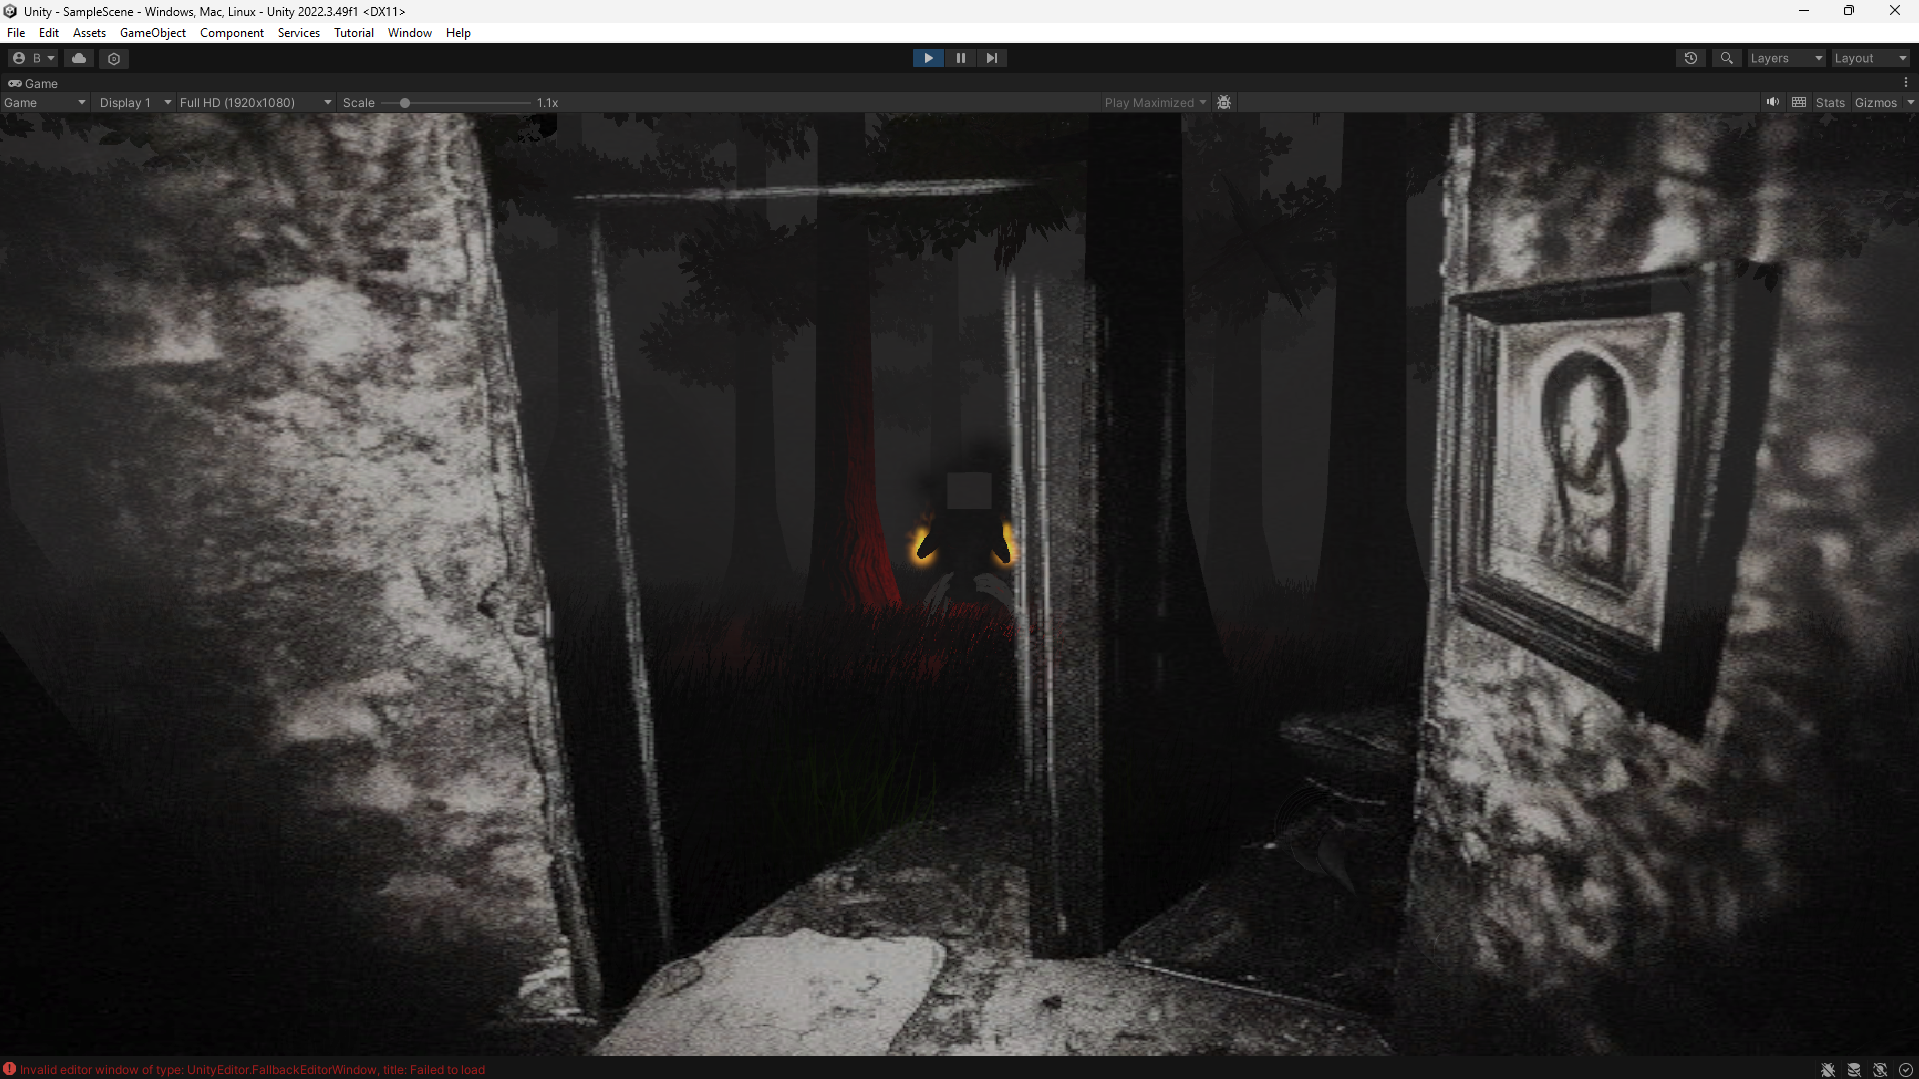 Unity - SampleScene - Windows, Mac, Linux - Unity 2022.3.49f1 <DX11>
File Edit Assets GameObject Component Services Tutorial Window Help
B Layers Layout
Game
Game Display 1 Full HD (1920x1080) Scale 1.1x Play Maximized Stats Gizmos
Invalid editor window of type: UnityEditor.FallbackEditorWindow, title: Failed to load